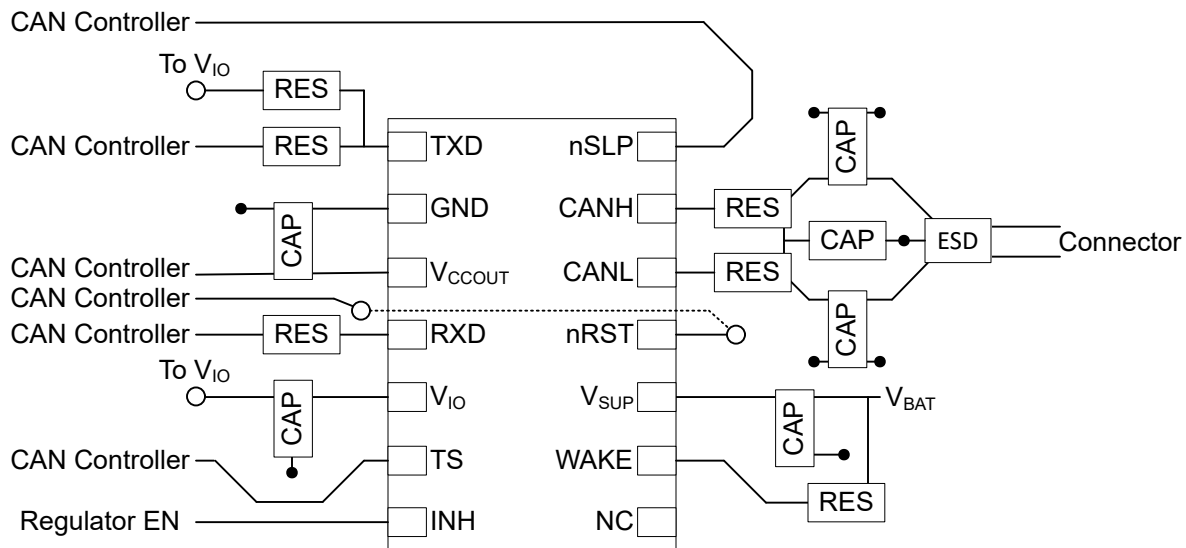 CAN Controller
To VIO
RES
CAN Controller
RES
TXD
nSLP
CAP
GND
CANH
RES
CAP
CAP
ESD
Connector
CAN Controller
VCCOUT
CANL
RES
CAN Controller
CAN Controller
RES
RXD
nRST
CAP
To VIO
CAP
VIO
VSUP
CAP
VBAT
CAN Controller
TS
WAKE
RES
Regulator EN
INH
NC